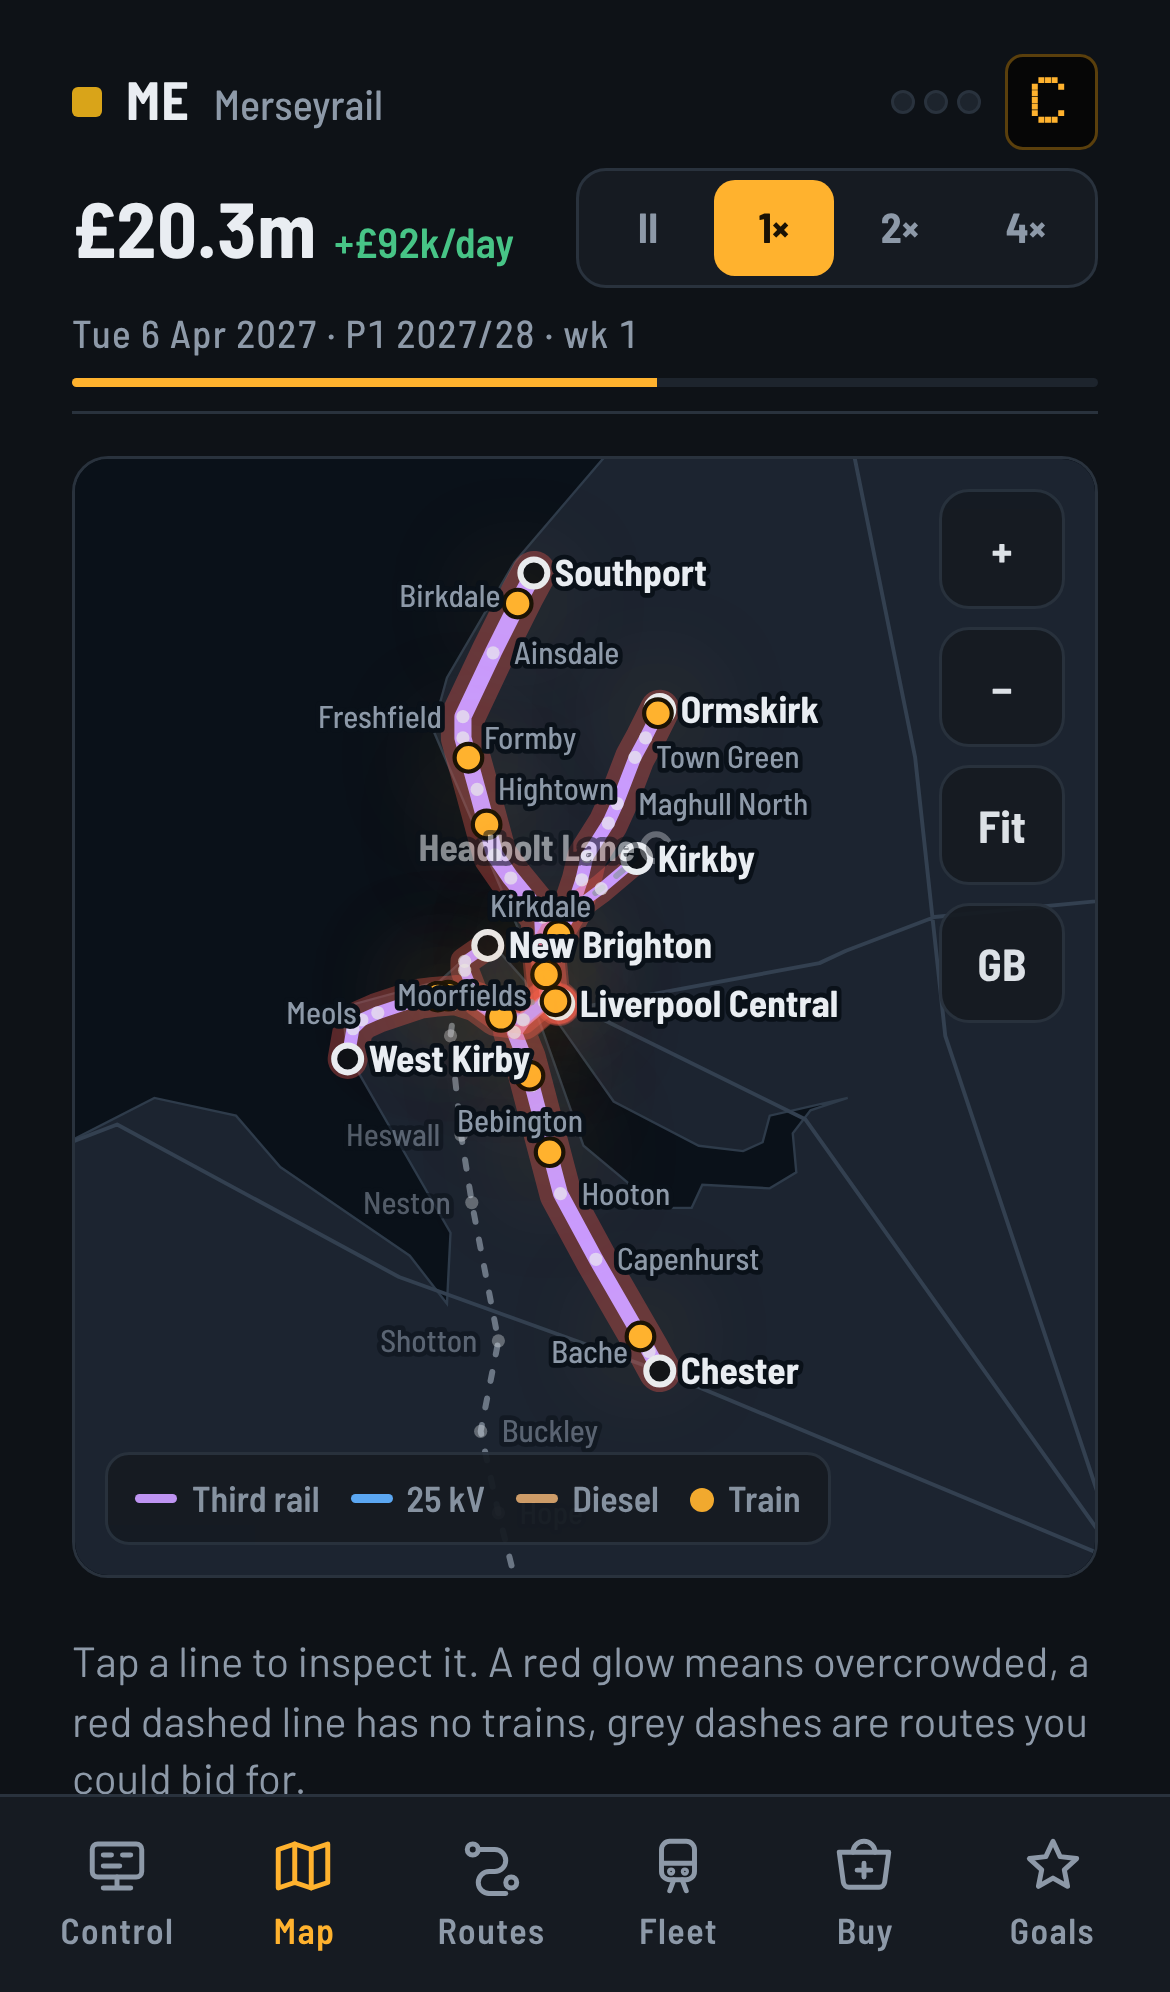 ME Merseyrail
C
£20.3m +£92k/day
1× 2× 4×
Tue 6 Apr 2027 · P1 2027/28 · wk 1
+
−
Fit
GB
Southport
Birkdale
Ainsdale
Ormskirk
Freshfield
Formby
Town Green
Hightown
Maghull North
Headbolt Lane
Kirkby
Kirkdale
New Brighton
Moorfields
Liverpool Central
Meols
West Kirby
Bebington
Heswall
Hooton
Neston
Capenhurst
Shotton
Bache
Chester
Buckley
Third rail 25 kV Diesel Train
Hope
Tap a line to inspect it. A red glow means overcrowded, a
red dashed line has no trains, grey dashes are routes you
could bid for.
Control Map Routes Fleet Buy Goals